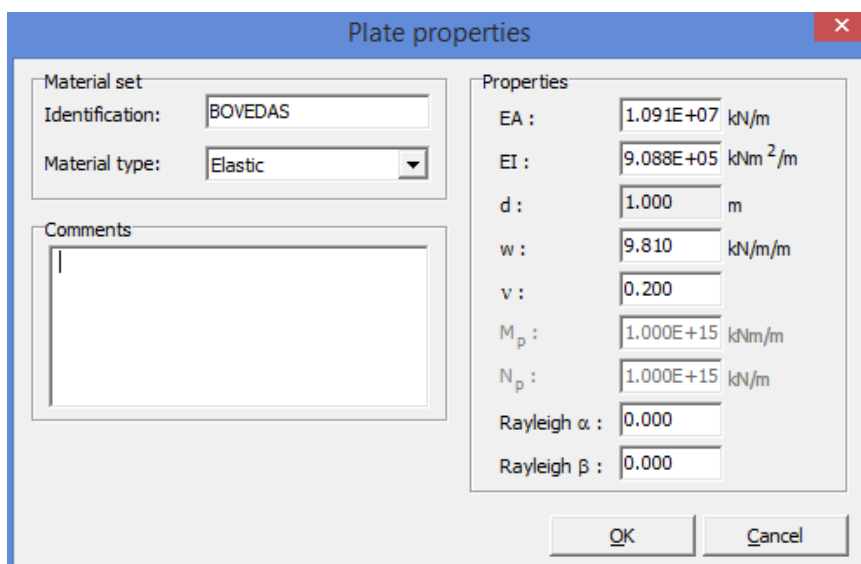 Plate properties
Material set
Identification: BOVEDAS
Material type: Elastic
Comments
Properties
EA : 1.091E+07 kN/m
EI : 9.088E+05 kNm²/m
d : 1.000 m
w : 9.810 kN/m/m
ν : 0.200
Mp : 1.000E+15 kNm/m
Np : 1.000E+15 kN/m
Rayleigh α : 0.000
Rayleigh β : 0.000
OK Cancel